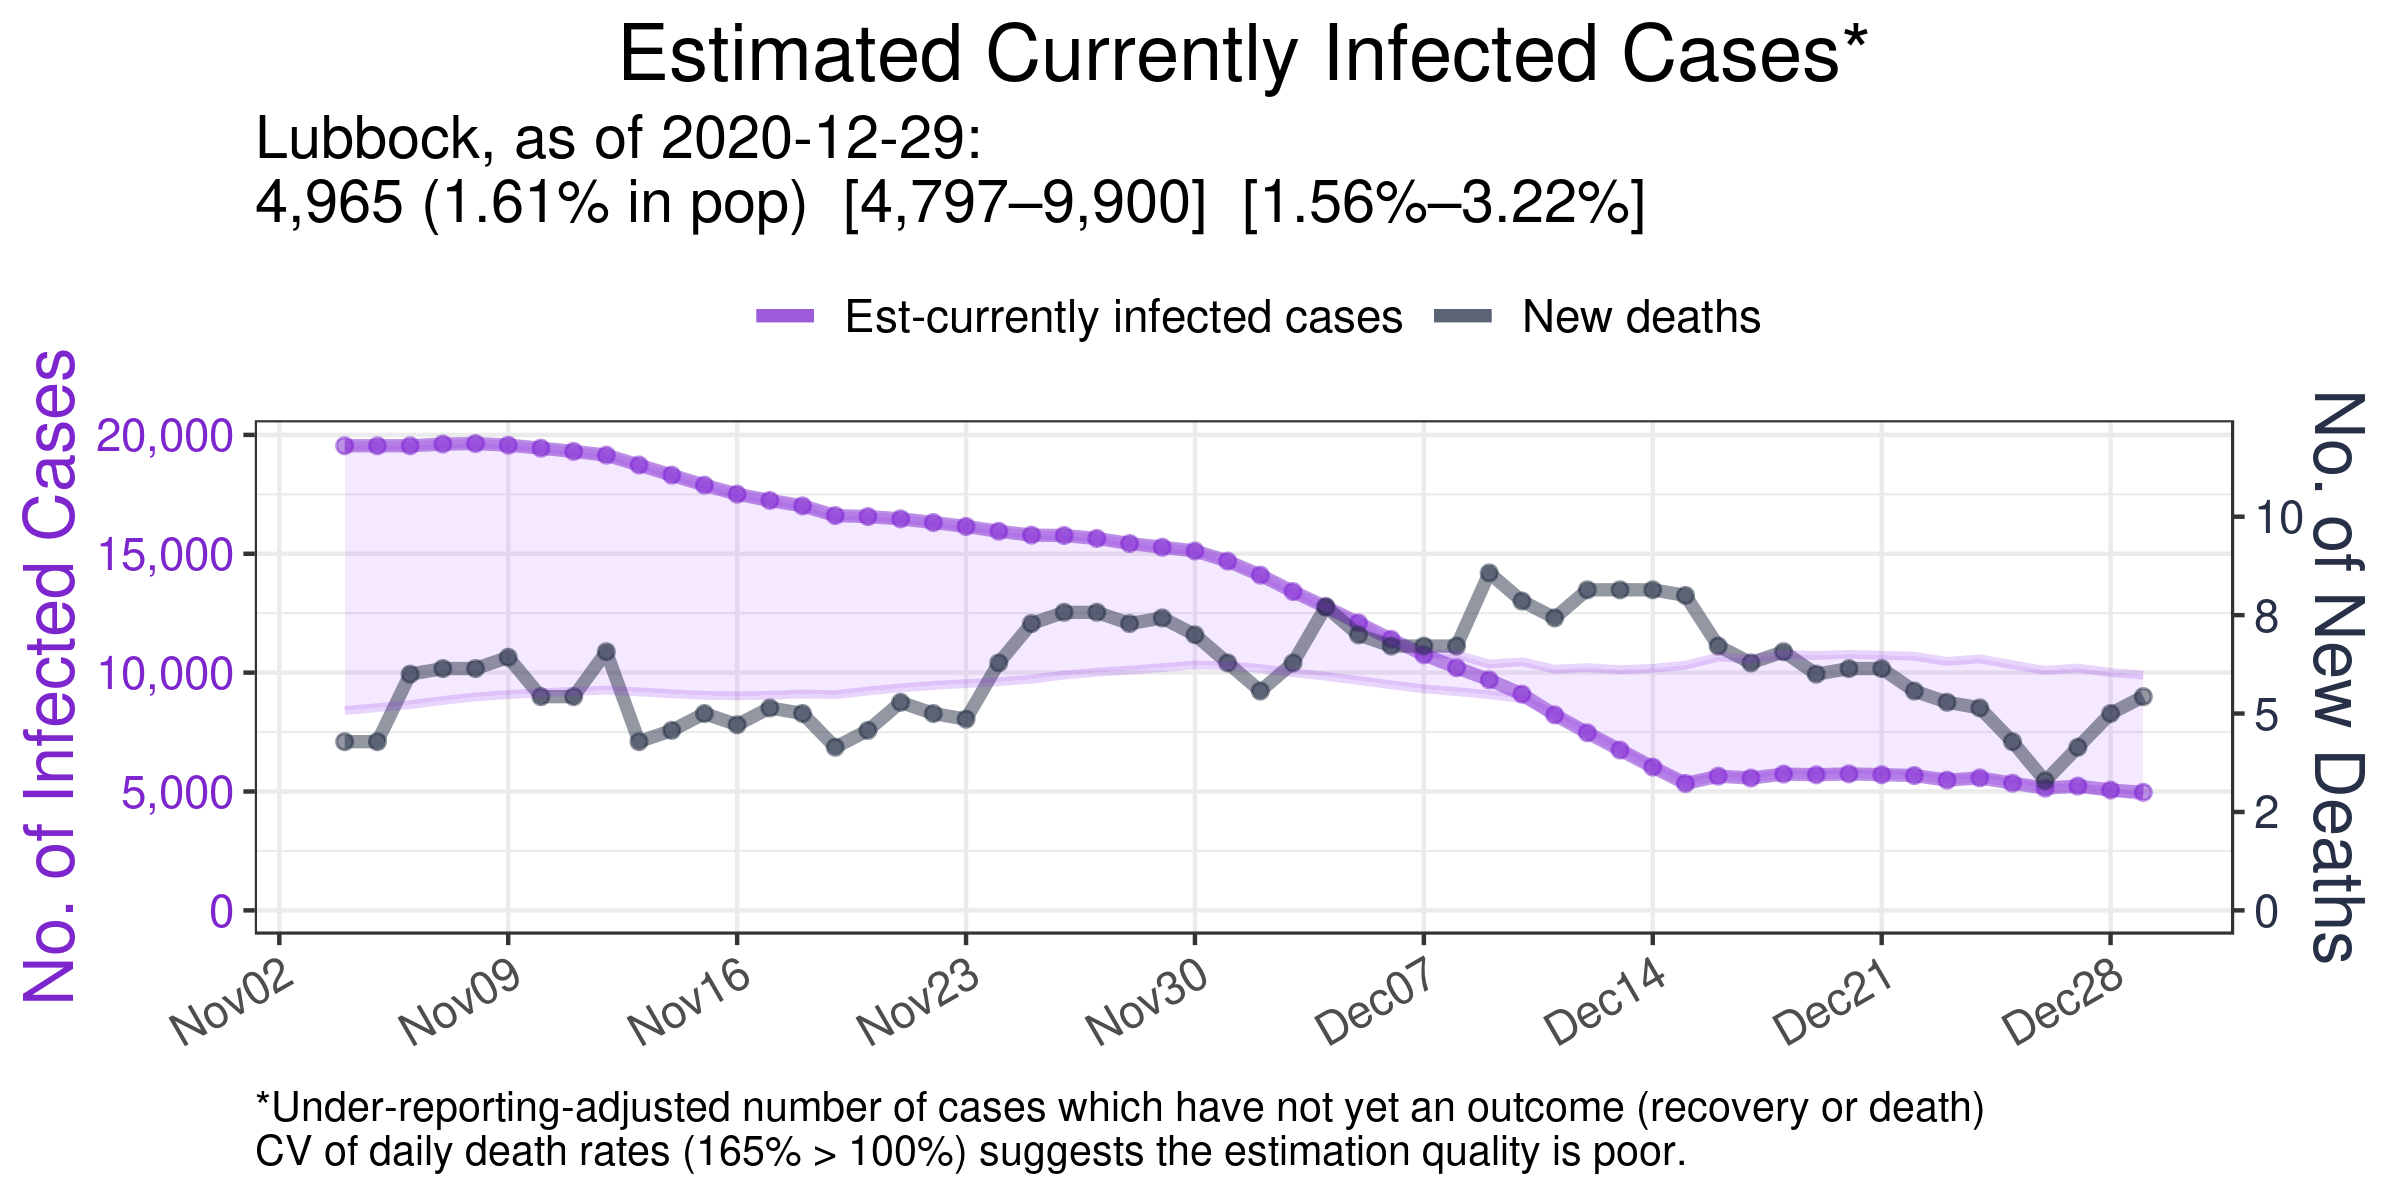 Estimated Currently Infected Cases*
Lubbock, as of 2020-12-29:
4,965 (1.61% in pop)  [4,797–9,900]  [1.56%–3.22%]
Est-currently infected cases
New deaths
No. of Infected Cases
20,000
15,000
10,000
5,000
0
No. of New Deaths
10
8
5
2
0
Nov02
Nov09
Nov16
Nov23
Nov30
Dec07
Dec14
Dec21
Dec28
*Under-reporting-adjusted number of cases which have not yet an outcome (recovery or death)
CV of daily death rates (165% > 100%) suggests the estimation quality is poor.